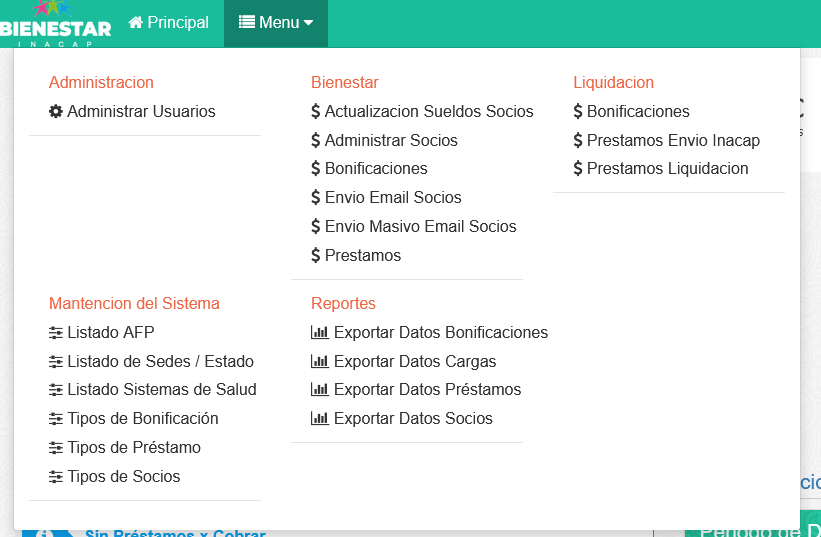 BIENESTAR
INACAP
Principal
Menu
Administracion
Administrar Usuarios
Bienestar
Actualizacion Sueldos Socios
Administrar Socios
Bonificaciones
Envio Email Socios
Envio Masivo Email Socios
Prestamos
Liquidacion
Bonificaciones
Prestamos Envio Inacap
Prestamos Liquidacion
Mantencion del Sistema
Listado AFP
Listado de Sedes / Estado
Listado Sistemas de Salud
Tipos de Bonificación
Tipos de Préstamo
Tipos de Socios
Reportes
Exportar Datos Bonificaciones
Exportar Datos Cargas
Exportar Datos Préstamos
Exportar Datos Socios
Sin Préstamos x Cobrar
Periodo de D